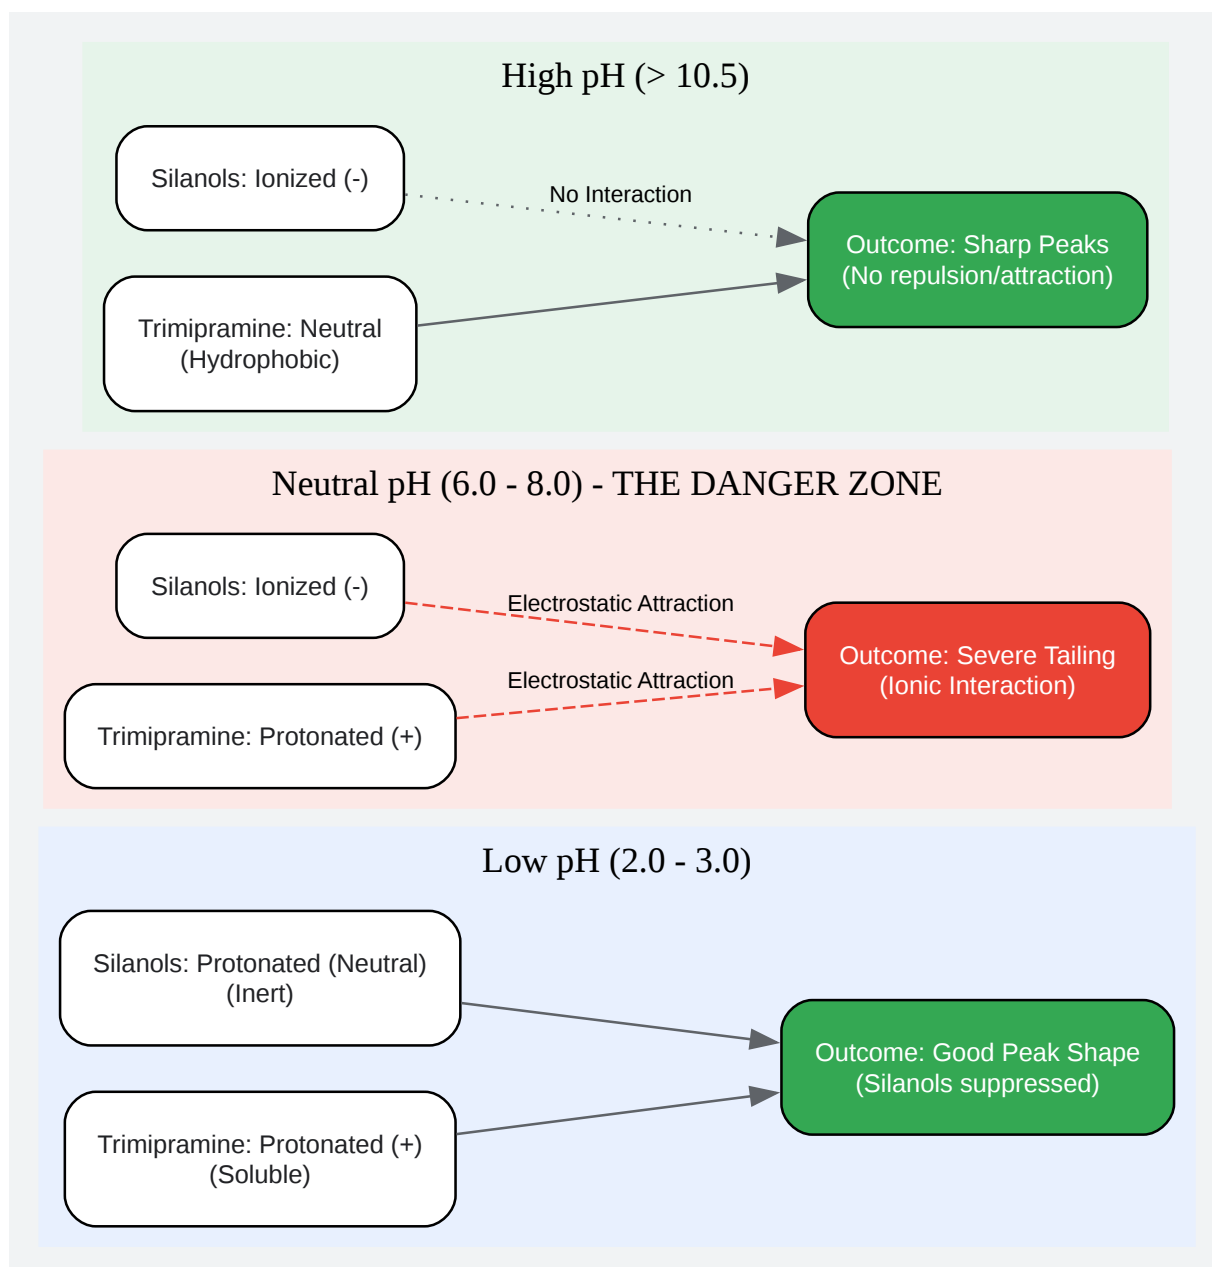 High pH (> 10.5)
Silanols: Ionized (-)
No Interaction
Outcome: Sharp Peaks
(No repulsion/attraction)
Trimipramine: Neutral
(Hydrophobic)
Neutral pH (6.0 - 8.0) - THE DANGER ZONE
Silanols: Ionized (-)
Electrostatic Attraction
Outcome: Severe Tailing
(Ionic Interaction)
Electrostatic Attraction
Trimipramine: Protonated (+)
Low pH (2.0 - 3.0)
Silanols: Protonated (Neutral)
(Inert)
Outcome: Good Peak Shape
(Silanols suppressed)
Trimipramine: Protonated (+)
(Soluble)